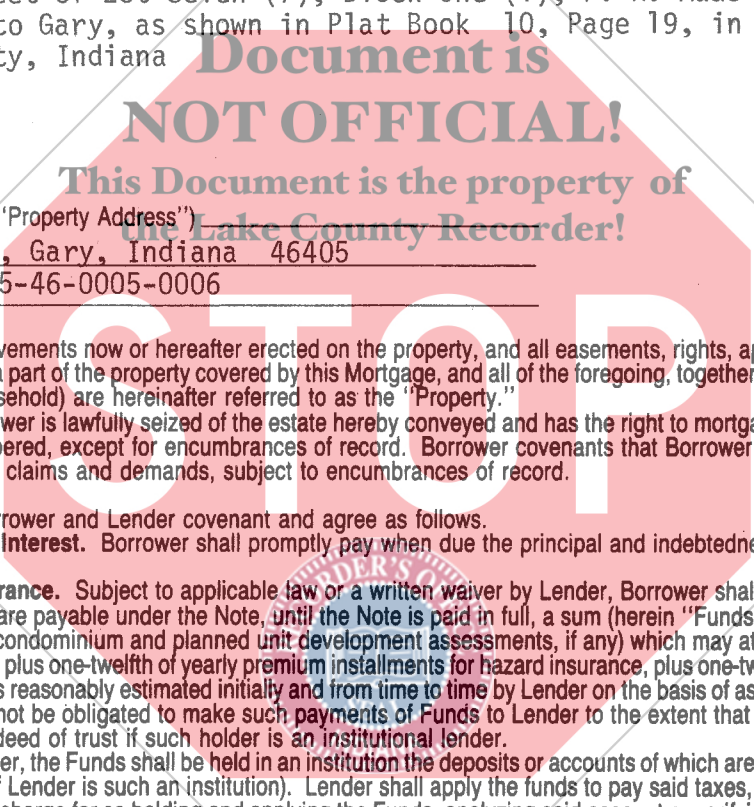 to Gary, as shown in Plat Book 10, Page 19, in
ty, Indiana
Document is
NOT OFFICIAL!
This Document is the property of
the Lake County Recorder!
"Property Address")
, Gary, Indiana 46405
5-46-0005-0006
STOP
vements now or hereafter erected on the property, and all easements, rights, ap
a part of the property covered by this Mortgage, and all of the foregoing, together
sehold) are hereinafter referred to as the "Property."
wer is lawfully seized of the estate hereby conveyed and has the right to mortga
bered, except for encumbrances of record. Borrower covenants that Borrower
claims and demands, subject to encumbrances of record.
rrower and Lender covenant and agree as follows.
Interest. Borrower shall promptly pay when due the principal and indebtedne
rance. Subject to applicable law or a written waiver by Lender, Borrower shal
are payable under the Note, until the Note is paid in full, a sum (herein "Funds
condominium and planned unit development assessments, if any) which may at
plus one-twelfth of yearly premium installments for hazard insurance, plus one-tw
s reasonably estimated initially and from time to time by Lender on the basis of as
not be obligated to make such payments of Funds to Lender to the extent that
deed of trust if such holder is an institutional lender.
er, the Funds shall be held in an institution the deposits or accounts of which are
f Lender is such an institution). Lender shall apply the funds to pay said taxes,